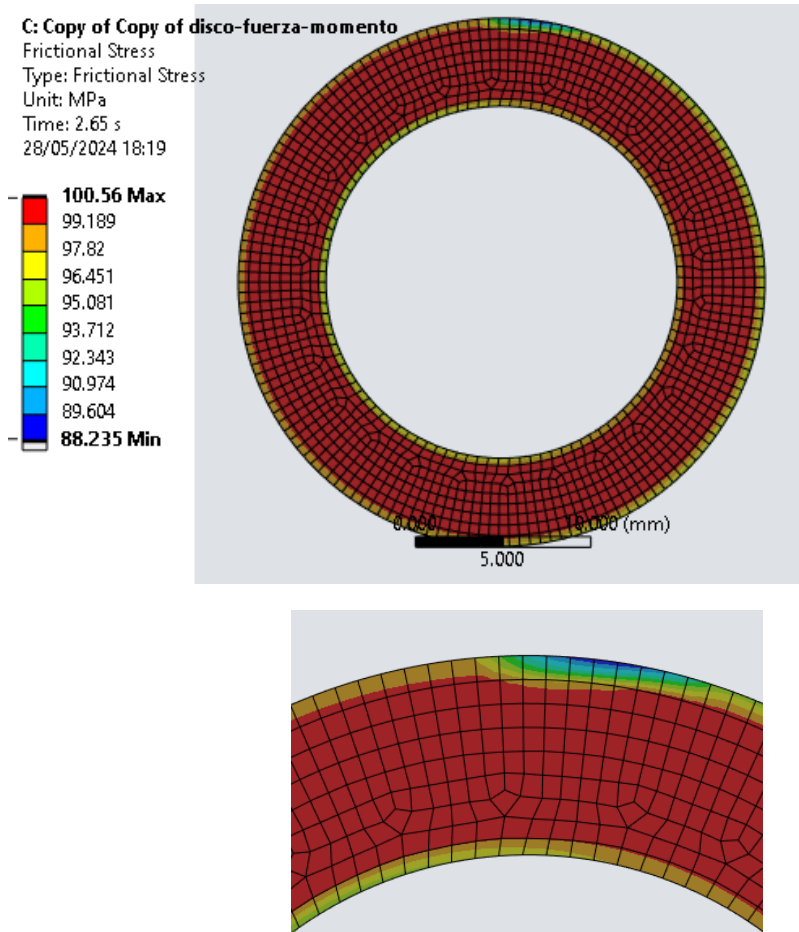 C: Copy of Copy of disco-fuerza-momento
Frictional Stress
Type: Frictional Stress
Unit: MPa
Time: 2.65 s
28/05/2024 18:19
100.56 Max
99.189
97.82
96.451
95.081
93.712
92.343
90.974
89.604
88.235 Min
0.000 10.000 (mm)
5.000